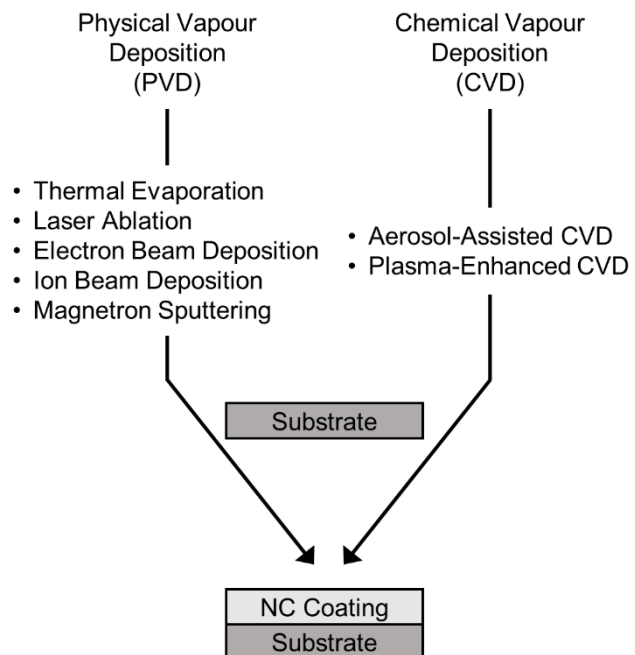 Physical Vapour
Deposition
(PVD)
Chemical Vapour
Deposition
(CVD)
• Thermal Evaporation
• Laser Ablation
• Electron Beam Deposition
• Ion Beam Deposition
• Magnetron Sputtering
• Aerosol-Assisted CVD
• Plasma-Enhanced CVD
Substrate
NC Coating
Substrate